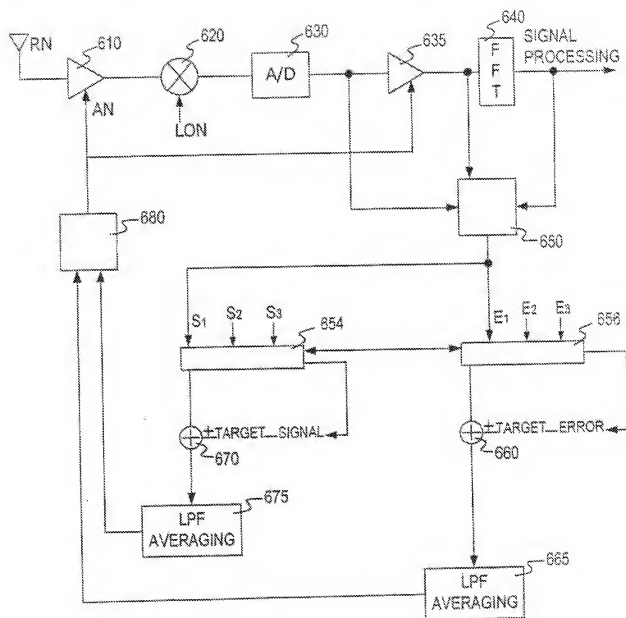 RN
610
620
630
635
640
SIGNAL
PROCESSING
A/D
F
F
T
AN
LON
680
650
S1
S2
S3
654
E1
E2
E3
656
±TARGET_SIGNAL
670
±TARGET_ERROR
660
675
LPF
AVERAGING
665
LPF
AVERAGING